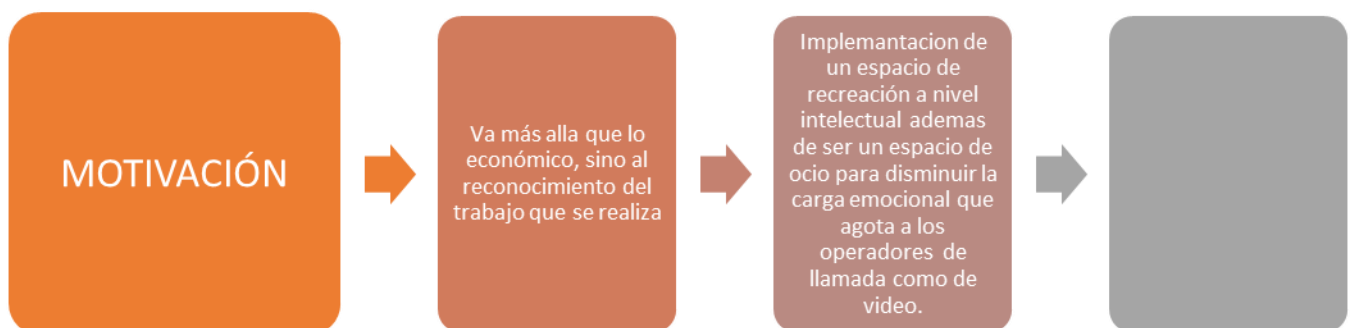 MOTIVACIÓN
Va más alla que lo
económico, sino al
reconocimiento del
trabajo que se realiza
Implemantacion de
un espacio de
recreación a nivel
intelectual ademas
de ser un espacio de
ocio para disminuir la
carga emocional que
agota a los
operadores de
llamada como de
video.